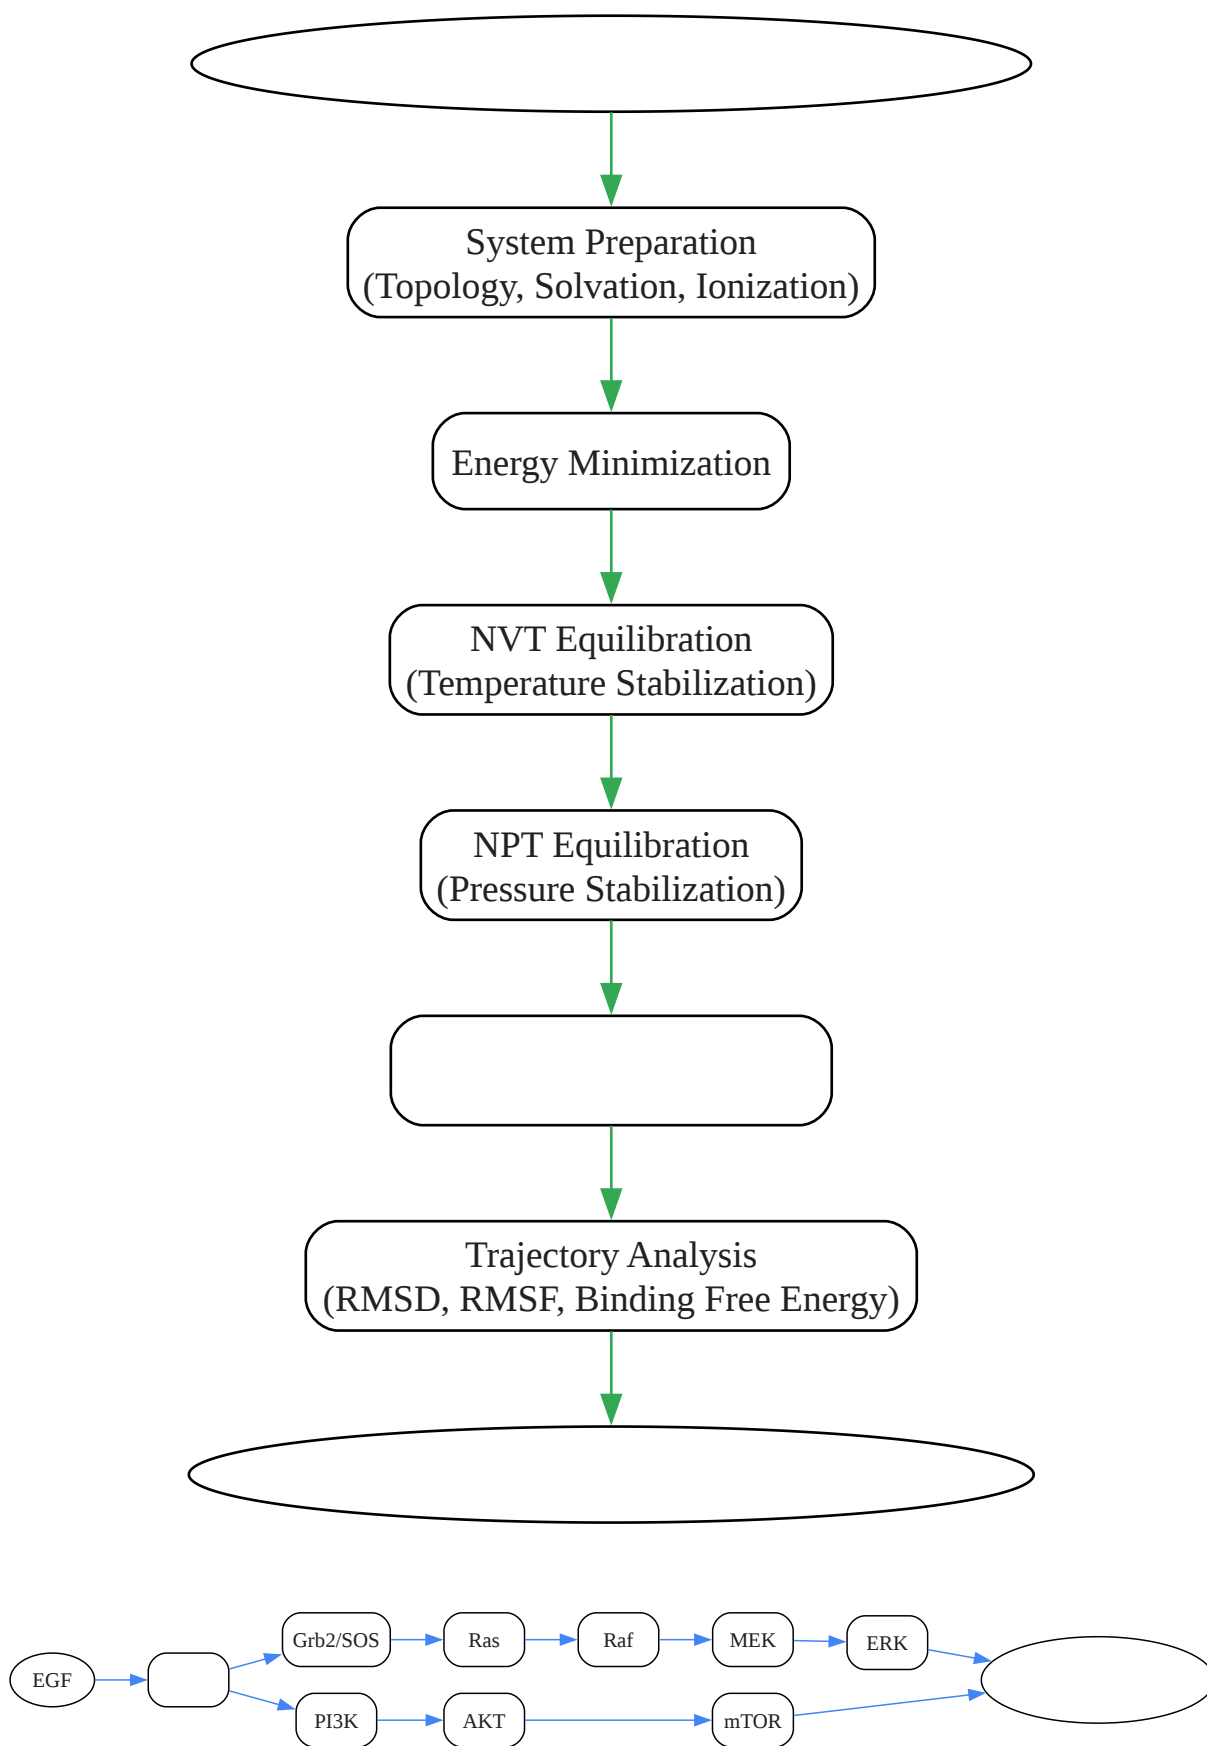 System Preparation
(Topology, Solvation, Ionization)
Energy Minimization
NVT Equilibration
(Temperature Stabilization)
NPT Equilibration
(Pressure Stabilization)
Trajectory Analysis
(RMSD, RMSF, Binding Free Energy)
EGF
Grb2/SOS
Ras
Raf
MEK
ERK
PI3K
AKT
mTOR